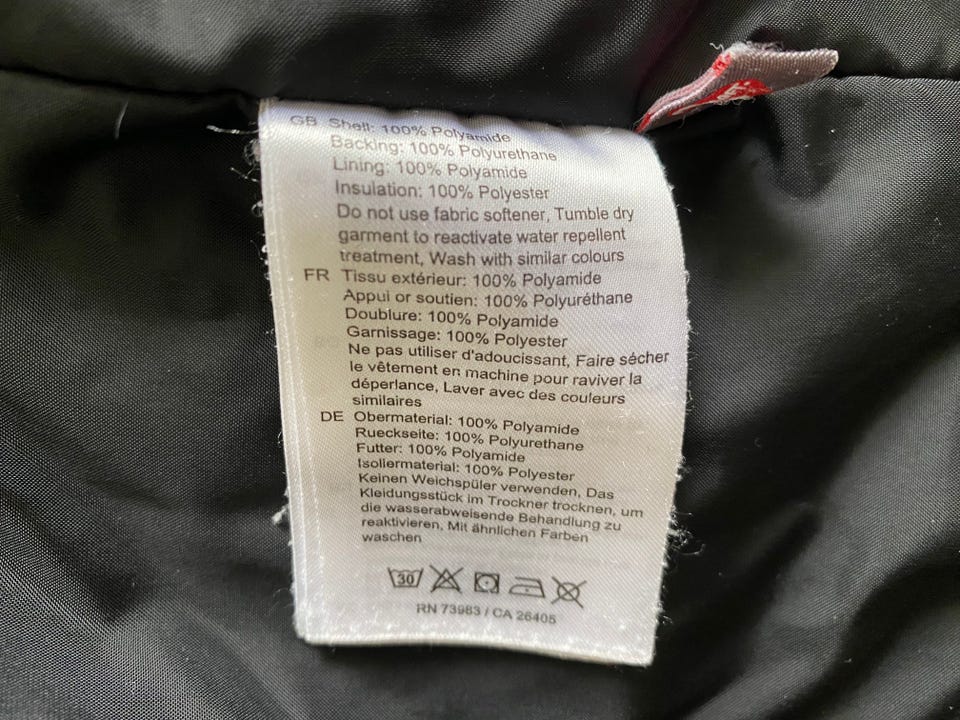 GB Shell: 100% Polyamide
Backing: 100% Polyurethane
Lining: 100% Polyamide
Insulation: 100% Polyester
Do not use fabric softener, Tumble dry
garment to reactivate water repellent
treatment, Wash with similar colours
FR Tissu extérieur: 100% Polyamide
Appui or soutien: 100% Polyuréthane
Doublure: 100% Polyamide
Garnissage: 100% Polyester
Ne pas utiliser d'adoucissant, Faire sécher
le vêtement en machine pour raviver la
déperlance, Laver avec des couleurs
similaires
DE Obermaterial: 100% Polyamide
Rueckseite: 100% Polyurethane
Futter: 100% Polyamide
Isoliermaterial: 100% Polyester
Keinen Weichspüler verwenden, Das
Kleidungsstück im Trockner trocknen, um
die wasserabweisende Behandlung zu
reaktivieren, Mit ähnlichen Farben
waschen
30
RN 73983 / CA 26405